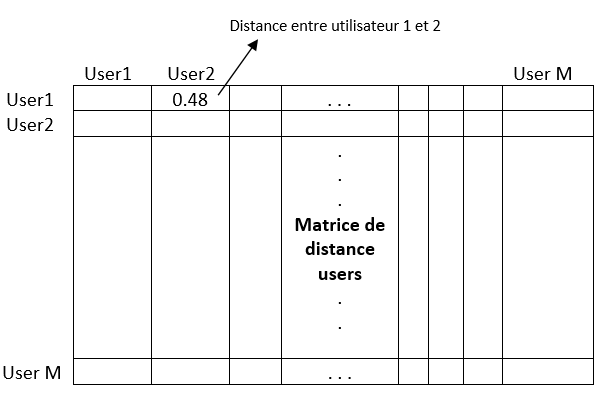 Distance entre utilisateur 1 et 2
User1 User2 User M
User1 0.48 . . .
User2
.
.
.
Matrice de
distance
users
.
.
User M . . .